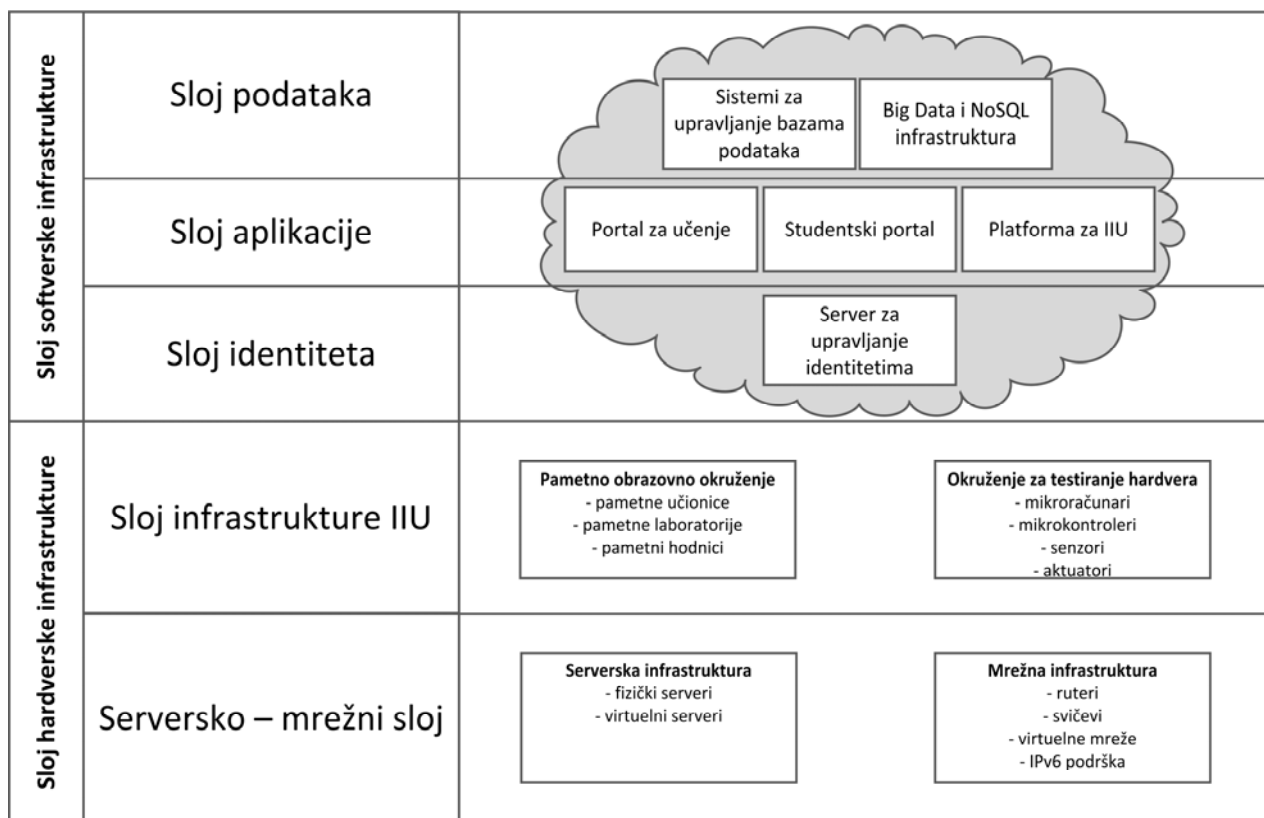 Sloj softverske infrastrukture
Sloj podataka
Sistemi za
upravljanje bazama
podataka
Big Data i NoSQL
infrastruktura
Sloj aplikacije
Portal za učenje
Studentski portal
Platforma za IIU
Sloj identiteta
Server za
upravljanje
identitetima
Sloj hardverske infrastrukture
Sloj infrastrukture IIU
Pametno obrazovno okruženje
- pametne učionice
- pametne laboratorije
- pametni hodnici
Okruženje za testiranje hardvera
- mikroračunari
- mikrokontroleri
- senzori
- aktuatori
Serversko – mrežni sloj
Serverska infrastruktura
- fizički serveri
- virtuelni serveri
Mrežna infrastruktura
- ruteri
- svičevi
- virtuelne mreže
- IPv6 podrška